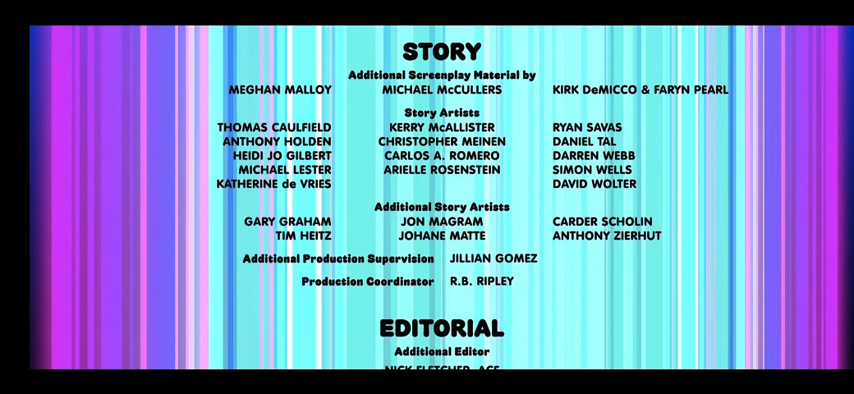 STORY
Additional Screenplay Material by
MEGHAN MALLOY MICHAEL McCULLERS KIRK DeMICCO & FARYN PEARL
Story Artists
THOMAS CAULFIELD KERRY McALLISTER RYAN SAVAS
ANTHONY HOLDEN CHRISTOPHER MEINEN DANIEL TAL
HEIDI JO GILBERT CARLOS A. ROMERO DARREN WEBB
MICHAEL LESTER ARIELLE ROSENSTEIN SIMON WELLS
KATHERINE de VRIES DAVID WOLTER
Additional Story Artists
GARY GRAHAM JON MAGRAM CARDER SCHOLIN
TIM HEITZ JOHANE MATTE ANTHONY ZIERHUT
Additional Production Supervision JILLIAN GOMEZ
Production Coordinator R.B. RIPLEY
EDITORIAL
Additional Editor
NICK FLETCHER, ACE